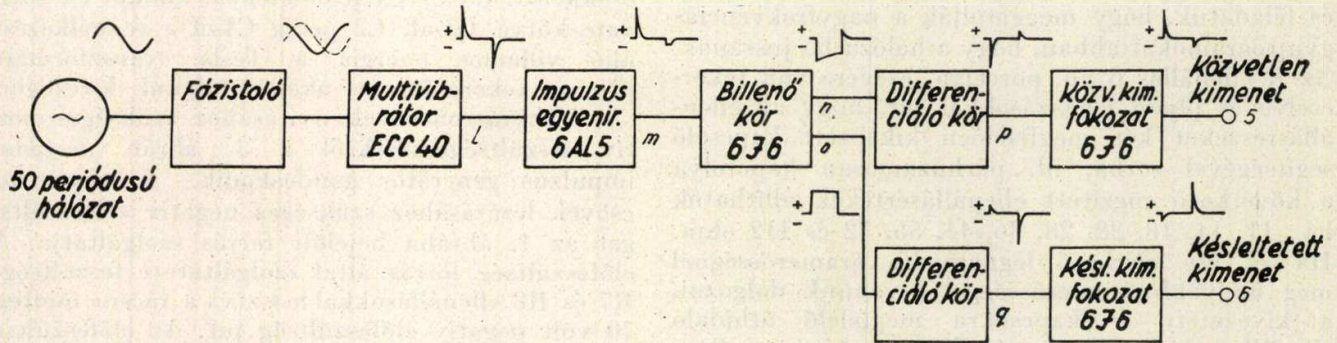 50 periódusú
hálózat
Fázistoló
Multivib-
rátor
ECC40
l
Impulzus
egyenir.
6AL5
m
Billenő
kör
6J6
n
o
Differen-
ciáló kör
p
Közv. kim.
fokozat
6J6
Közvetlen
kimenet
5
Differen-
ciáló kör
q
Késl. kim.
fokozat
6J6
Késleltetett
kimenet
6